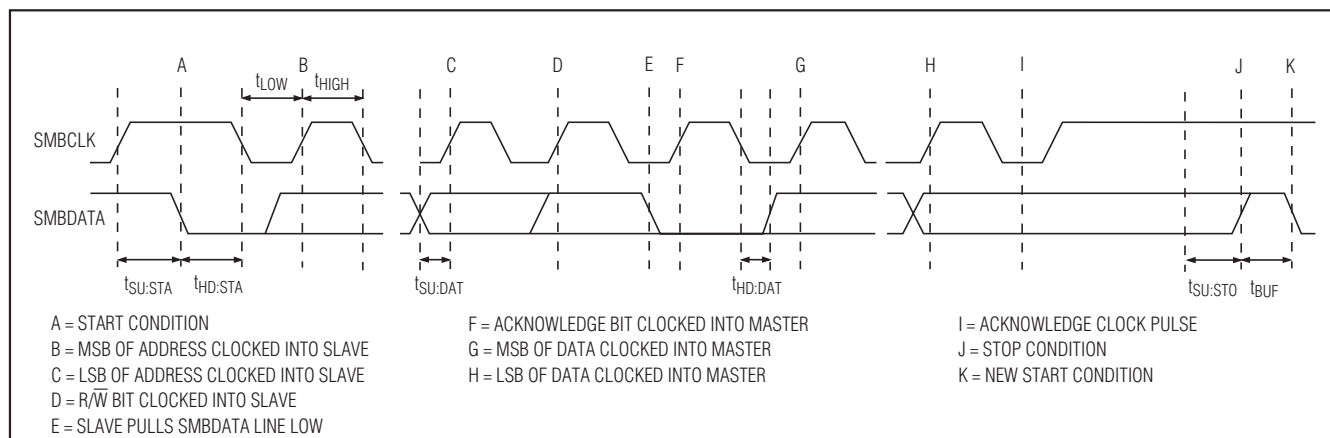 A B C D E F G H I J K
tLOW tHIGH
SMBCLK
SMBDATA
tSU:STA tHD:STA tSU:DAT tHD:DAT tSU:STO tBUF
A = START CONDITION
B = MSB OF ADDRESS CLOCKED INTO SLAVE
C = LSB OF ADDRESS CLOCKED INTO SLAVE
D = R/W̅ BIT CLOCKED INTO SLAVE
E = SLAVE PULLS SMBDATA LINE LOW
F = ACKNOWLEDGE BIT CLOCKED INTO MASTER
G = MSB OF DATA CLOCKED INTO MASTER
H = LSB OF DATA CLOCKED INTO MASTER
I = ACKNOWLEDGE CLOCK PULSE
J = STOP CONDITION
K = NEW START CONDITION